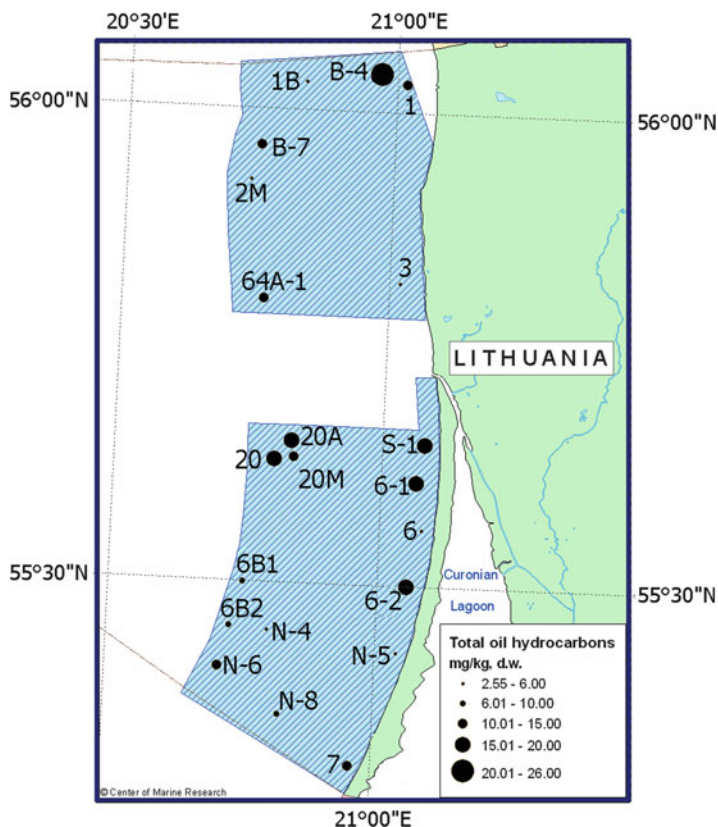 20°30'E 21°00"E
56°00"N
56°00"N
1B
B-4
1
B-7
2M
3
64A-1
LITHUANIA
20A
S-1
20
20M
6-1
6
55°30"N
6B1
Curonian
6-2
55°30"N
Lagoon
6B2
N-4
N-5
N-6
N-8
7
Total oil hydrocarbons
mg/kg, d.w.
2.55 - 6.00
6.01 - 10.00
10.01 - 15.00
15.01 - 20.00
20.01 - 26.00
© Center of Marine Research
21°00"E